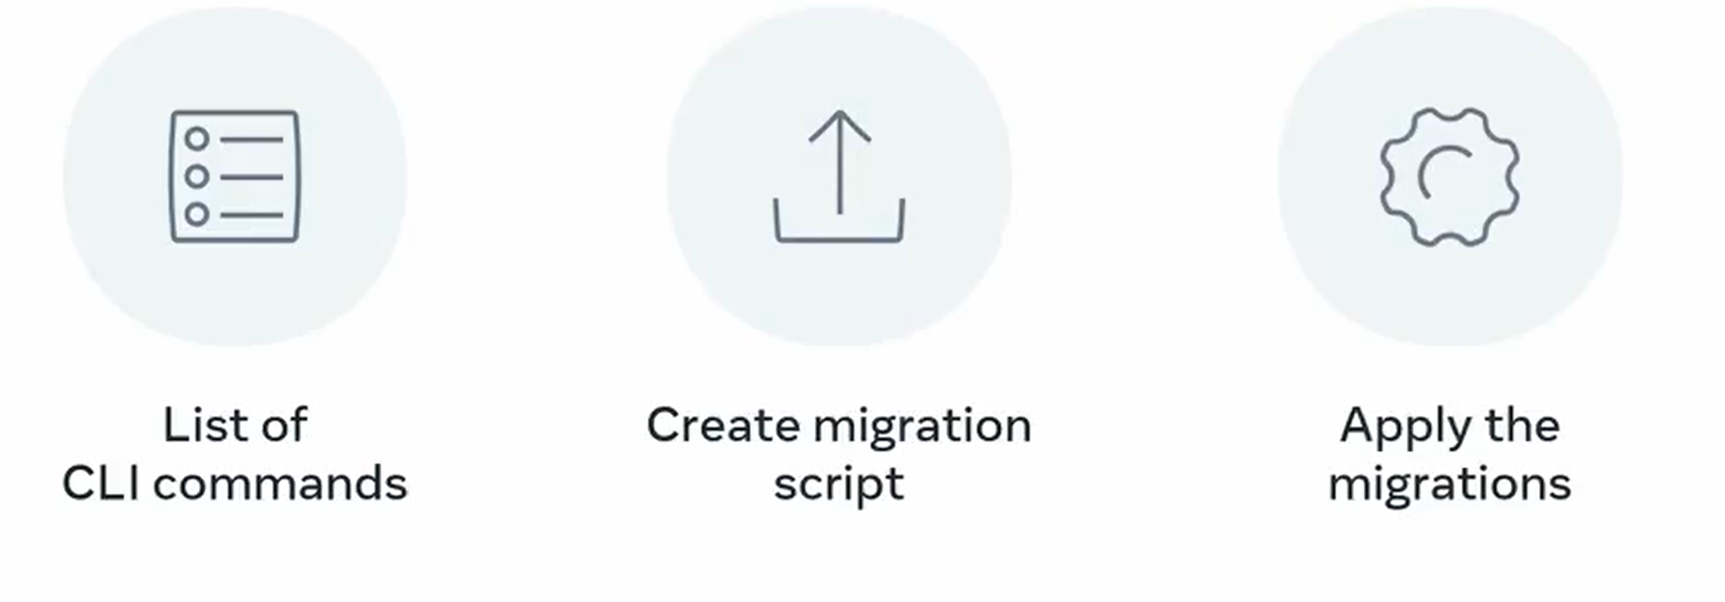 List of
CLI commands
Create migration
script
Apply the
migrations